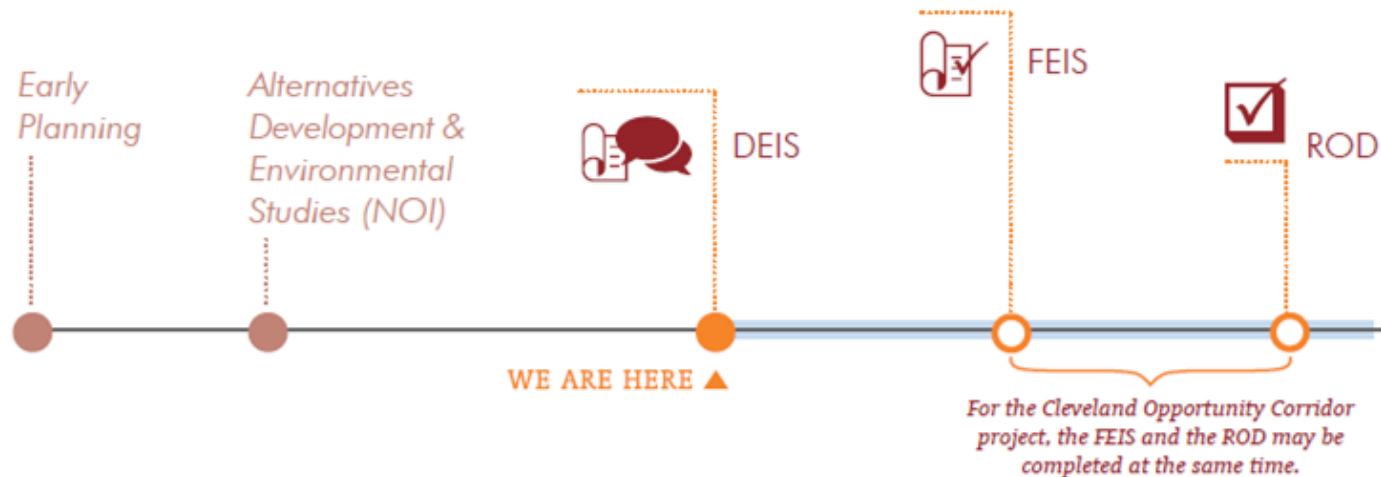 Early
Planning
Alternatives
Development &
Environmental
Studies (NOI)
DEIS
FEIS
ROD
WE ARE HERE ▲
For the Cleveland Opportunity Corridor
project, the FEIS and the ROD may be
completed at the same time.